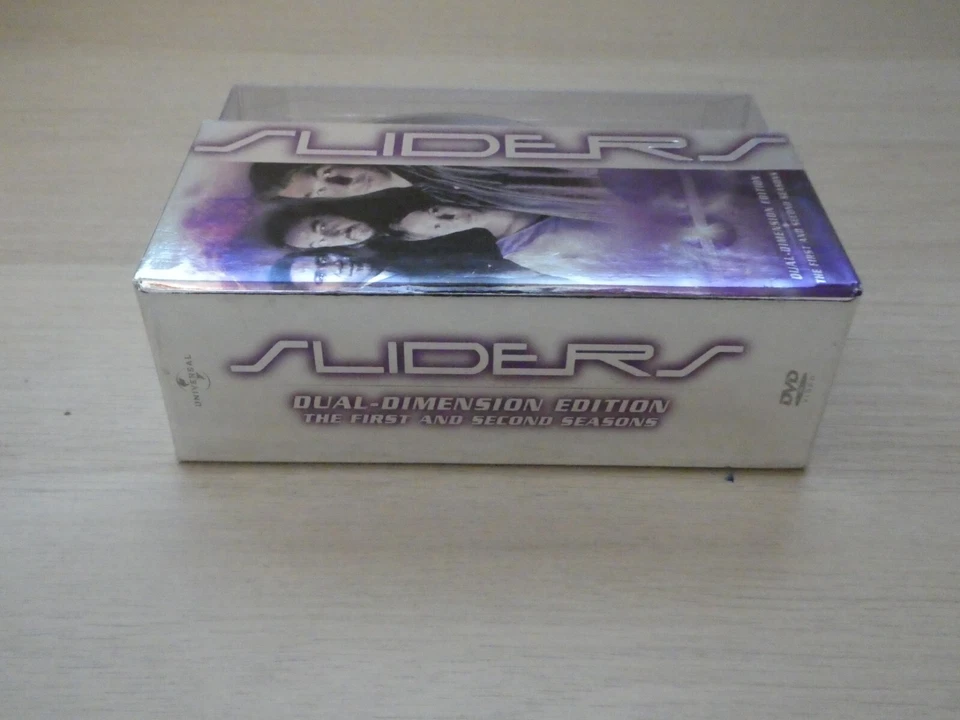 SLIDERS
DUAL-DIMENSION EDITION
THE FIRST AND SECOND SEASONS
SLIDERS
DUAL-DIMENSION EDITION
THE FIRST AND SECOND SEASONS
UNIVERSAL
DVD
VIDEO